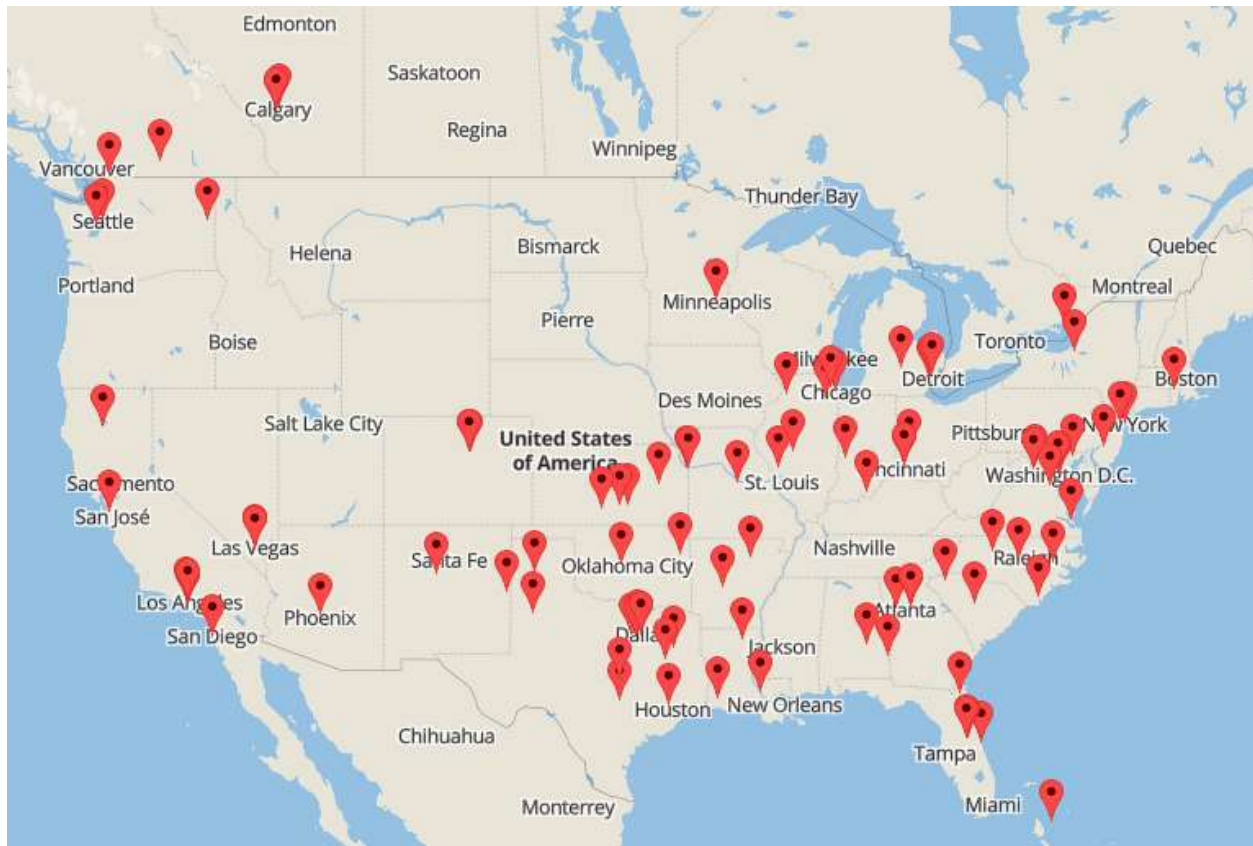 Edmonton
Saskatoon
Calgary
Regina
Winnipeg
Vancouver
Thunder Bay
Seattle
Quebec
Helena
Bismarck
Portland
Montreal
Minneapolis
Pierre
Toronto
Boise
Detroit
Boston
Chicago
Des Moines
Salt Lake City
United States
of America
St. Louis
Washington D.C.
San José
Las Vegas
Nashville
Santa Fe
Oklahoma City
Phoenix
San Diego
Jackson
Houston
New Orleans
Chihuahua
Tampa
Monterrey
Miami